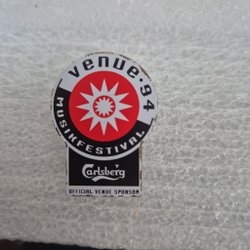 venue·94
MUSIKFESTIVAL
Carlsberg
OFFICIAL VENUE SPONSOR